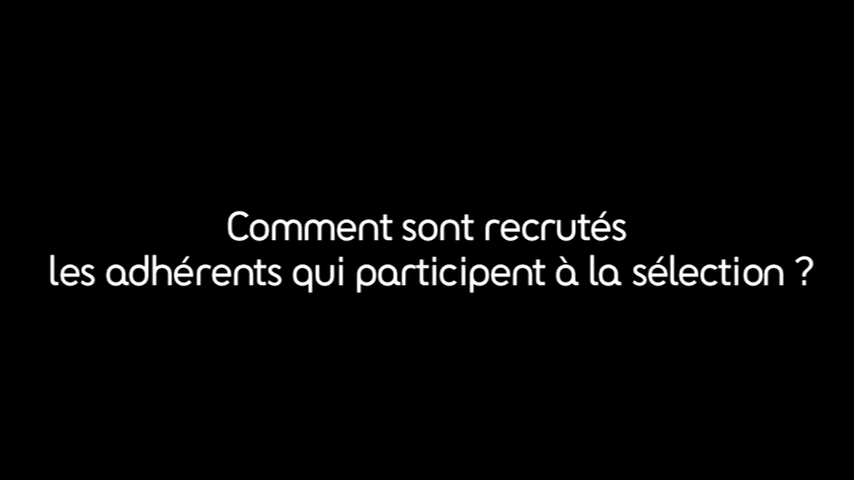 Comment sont recrutés
les adhérents qui participent à la sélection ?